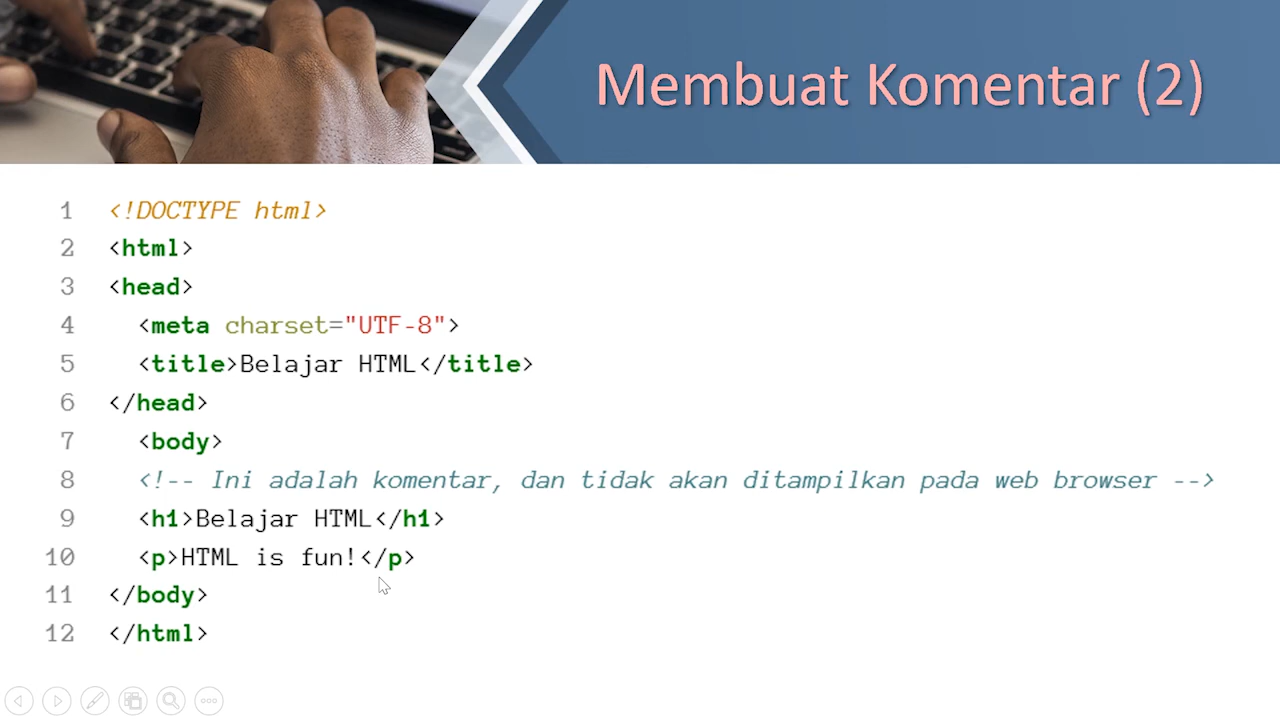 Membuat Komentar (2)
1 <!DOCTYPE html>
2 <html>
3 <head>
4 <meta charset="UTF-8">
5 <title>Belajar HTML</title>
6 </head>
7 <body>
8 <!-- Ini adalah komentar, dan tidak akan ditampilkan pada web browser -->
9 <h1>Belajar HTML</h1>
10 <p>HTML is fun!</p>
11 </body>
12 </html>